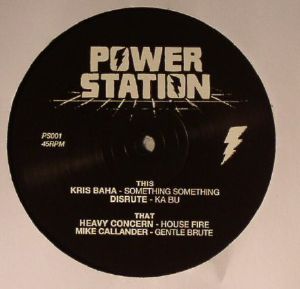 POWER
STATION
PS001
45RPM
THIS
KRIS BAHA - SOMETHING SOMETHING
DISRUTE - KA BU
THAT
HEAVY CONCERN - HOUSE FIRE
MIKE CALLANDER - GENTLE BRUTE